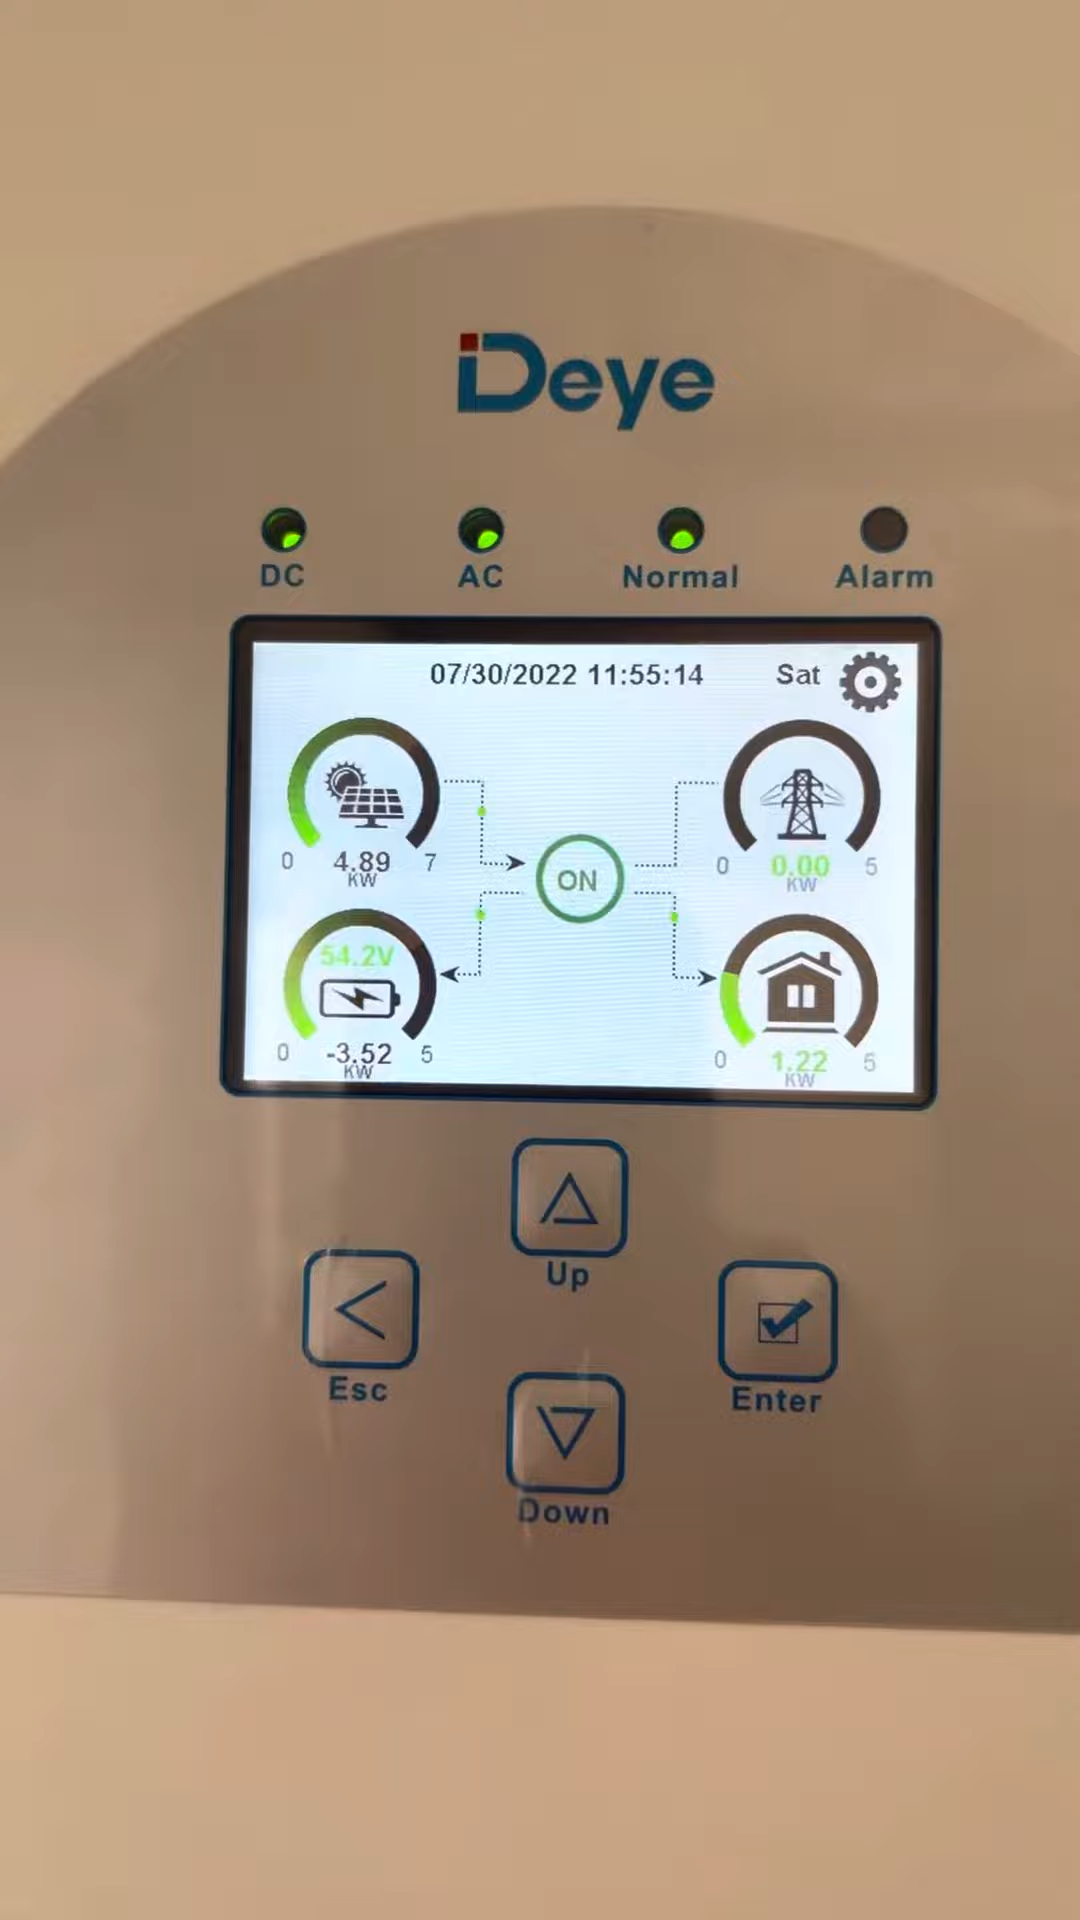 Deye
DC AC Normal Alarm
07/30/2022 11:55:14 Sat
0 4.89 7
KW
0 0.00 5
KW
ON
54.2V
0 -3.52 5
KW
0 1.22 5
KW
Up
Esc
Enter
Down